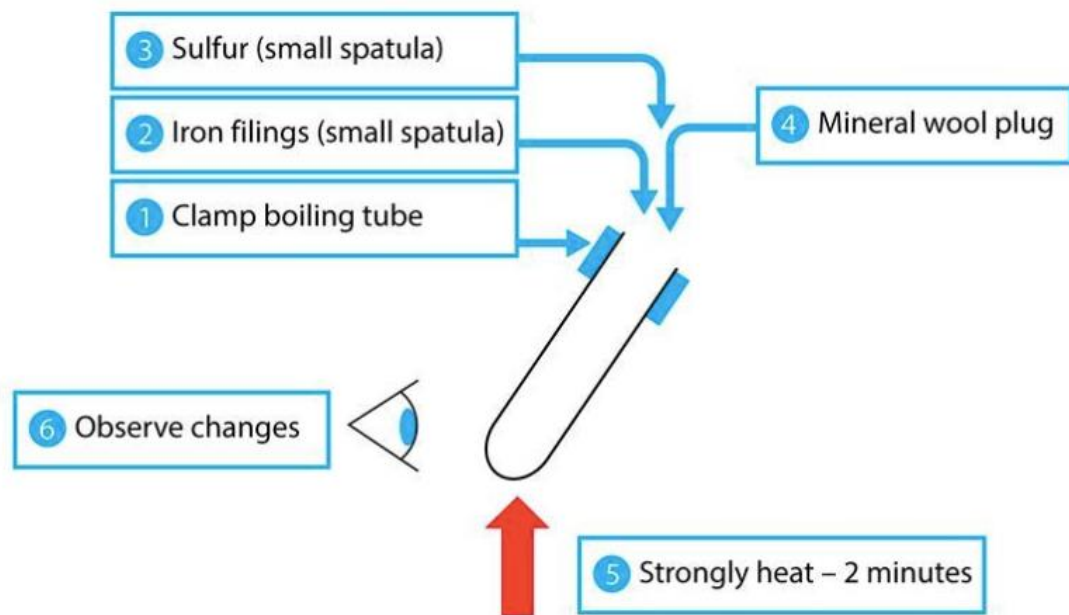 3 Sulfur (small spatula)
2 Iron filings (small spatula)
4 Mineral wool plug
1 Clamp boiling tube
6 Observe changes
5 Strongly heat – 2 minutes